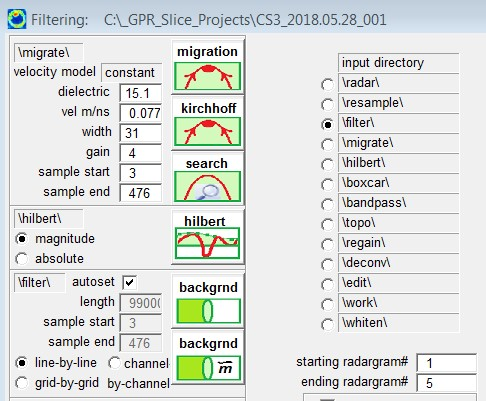 Filtering: C:\_GPR_Slice_Projects\CS3_2018.05.28_001
\migrate\
velocity model constant
dielectric 15.1
vel m/ns 0.077
width 31
gain 4
sample start 3
sample end 476
migration
kirchhoff
search
\hilbert\
magnitude
absolute
hilbert
\filter\ autoset
length 99000
sample start 3
sample end 476
line-by-line channel
grid-by-grid by-channel
backgrnd
backgrnd
m
input directory
\radar\
\resample\
\filter\
\migrate\
\hilbert\
\boxcar\
\bandpass\
\topo\
\regain\
\deconv\
\edit\
\work\
\whiten\
starting radargram# 1
ending radargram# 5